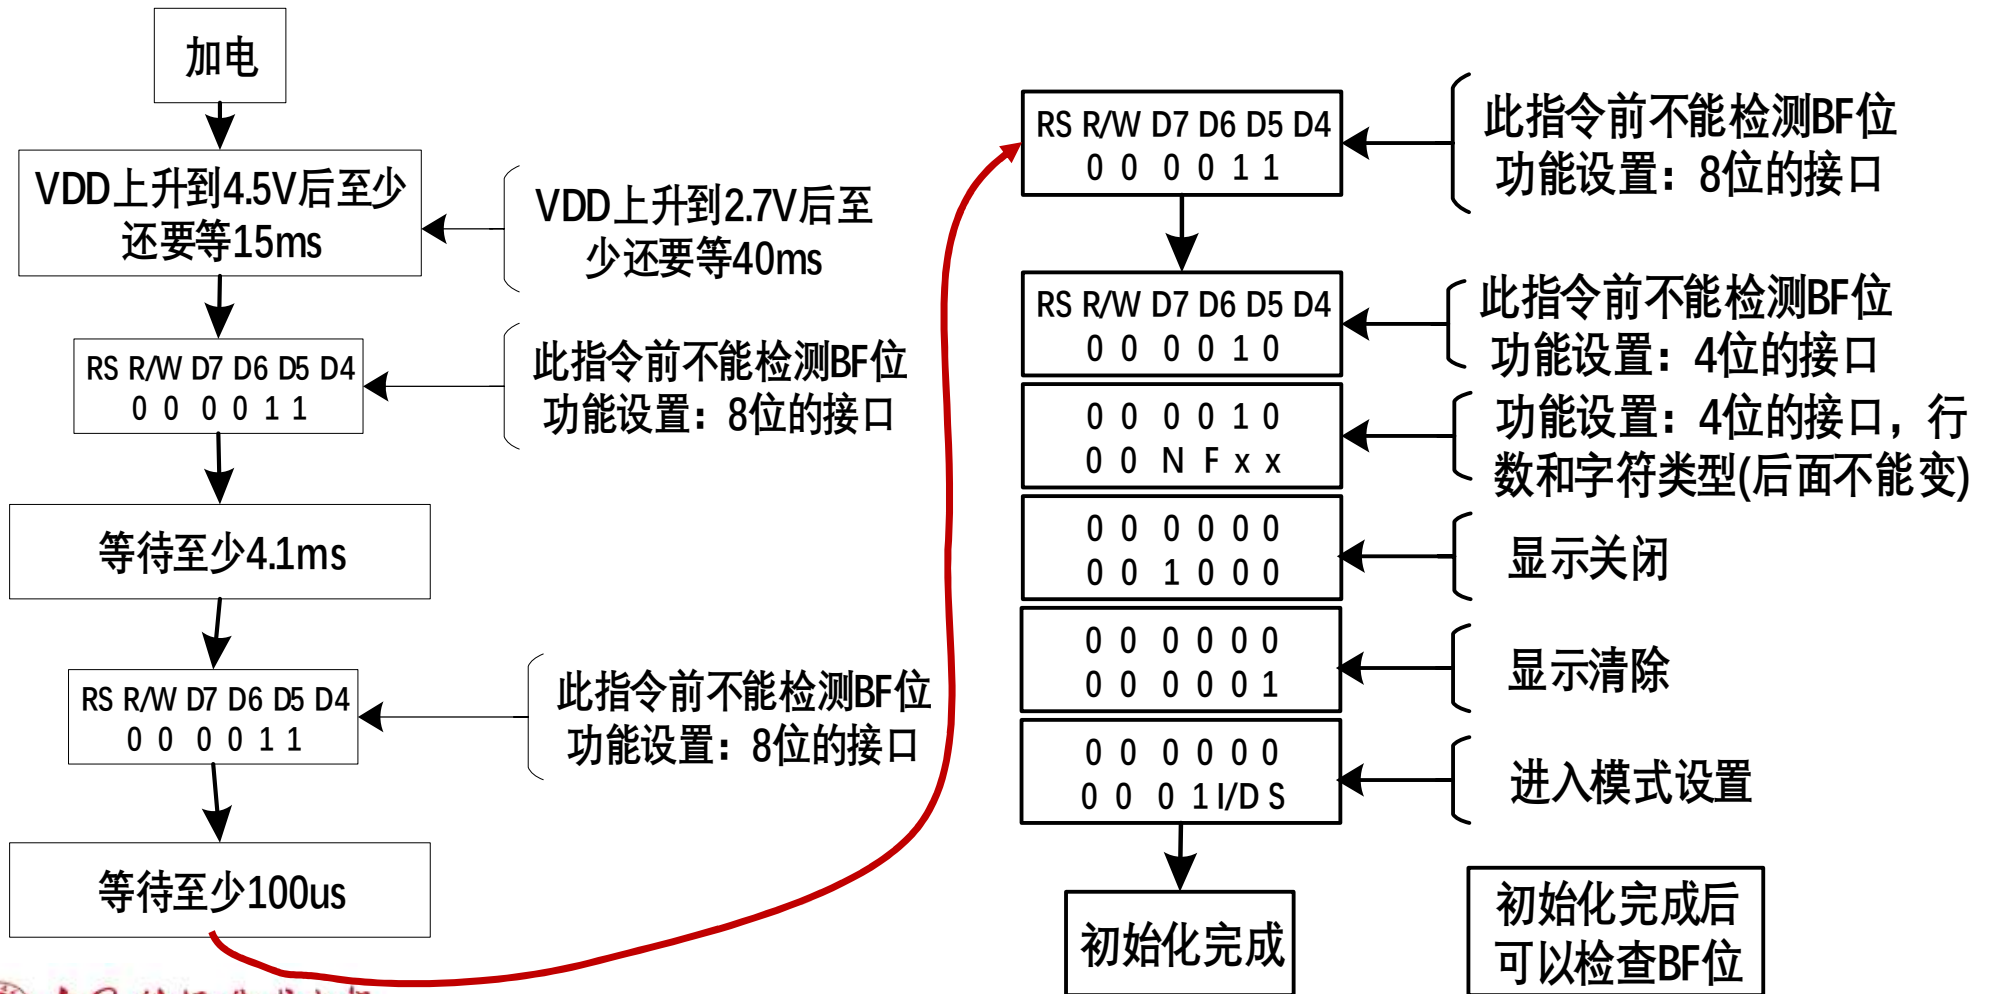 加电
VDD上升到4.5V后至少
还要等15ms
VDD上升到2.7V后至
少还要等40ms
RS R/W D7 D6 D5 D4
0 0 0 0 1 1
此指令前不能检测BF位
功能设置：8位的接口
等待至少4.1ms
RS R/W D7 D6 D5 D4
0 0 0 0 1 1
此指令前不能检测BF位
功能设置：8位的接口
等待至少100us
RS R/W D7 D6 D5 D4
0 0 0 0 1 1
此指令前不能检测BF位
功能设置：8位的接口
RS R/W D7 D6 D5 D4
0 0 0 0 1 0
此指令前不能检测BF位
功能设置：4位的接口
0 0 0 0 1 0
0 0 N F x x
功能设置：4位的接口，行
数和字符类型(后面不能变)
0 0 0 0 0 0
0 0 1 0 0 0
显示关闭
0 0 0 0 0 0
0 0 0 0 0 1
显示清除
0 0 0 0 0 0
0 0 0 1 I/D S
进入模式设置
初始化完成
初始化完成后
可以检查BF位